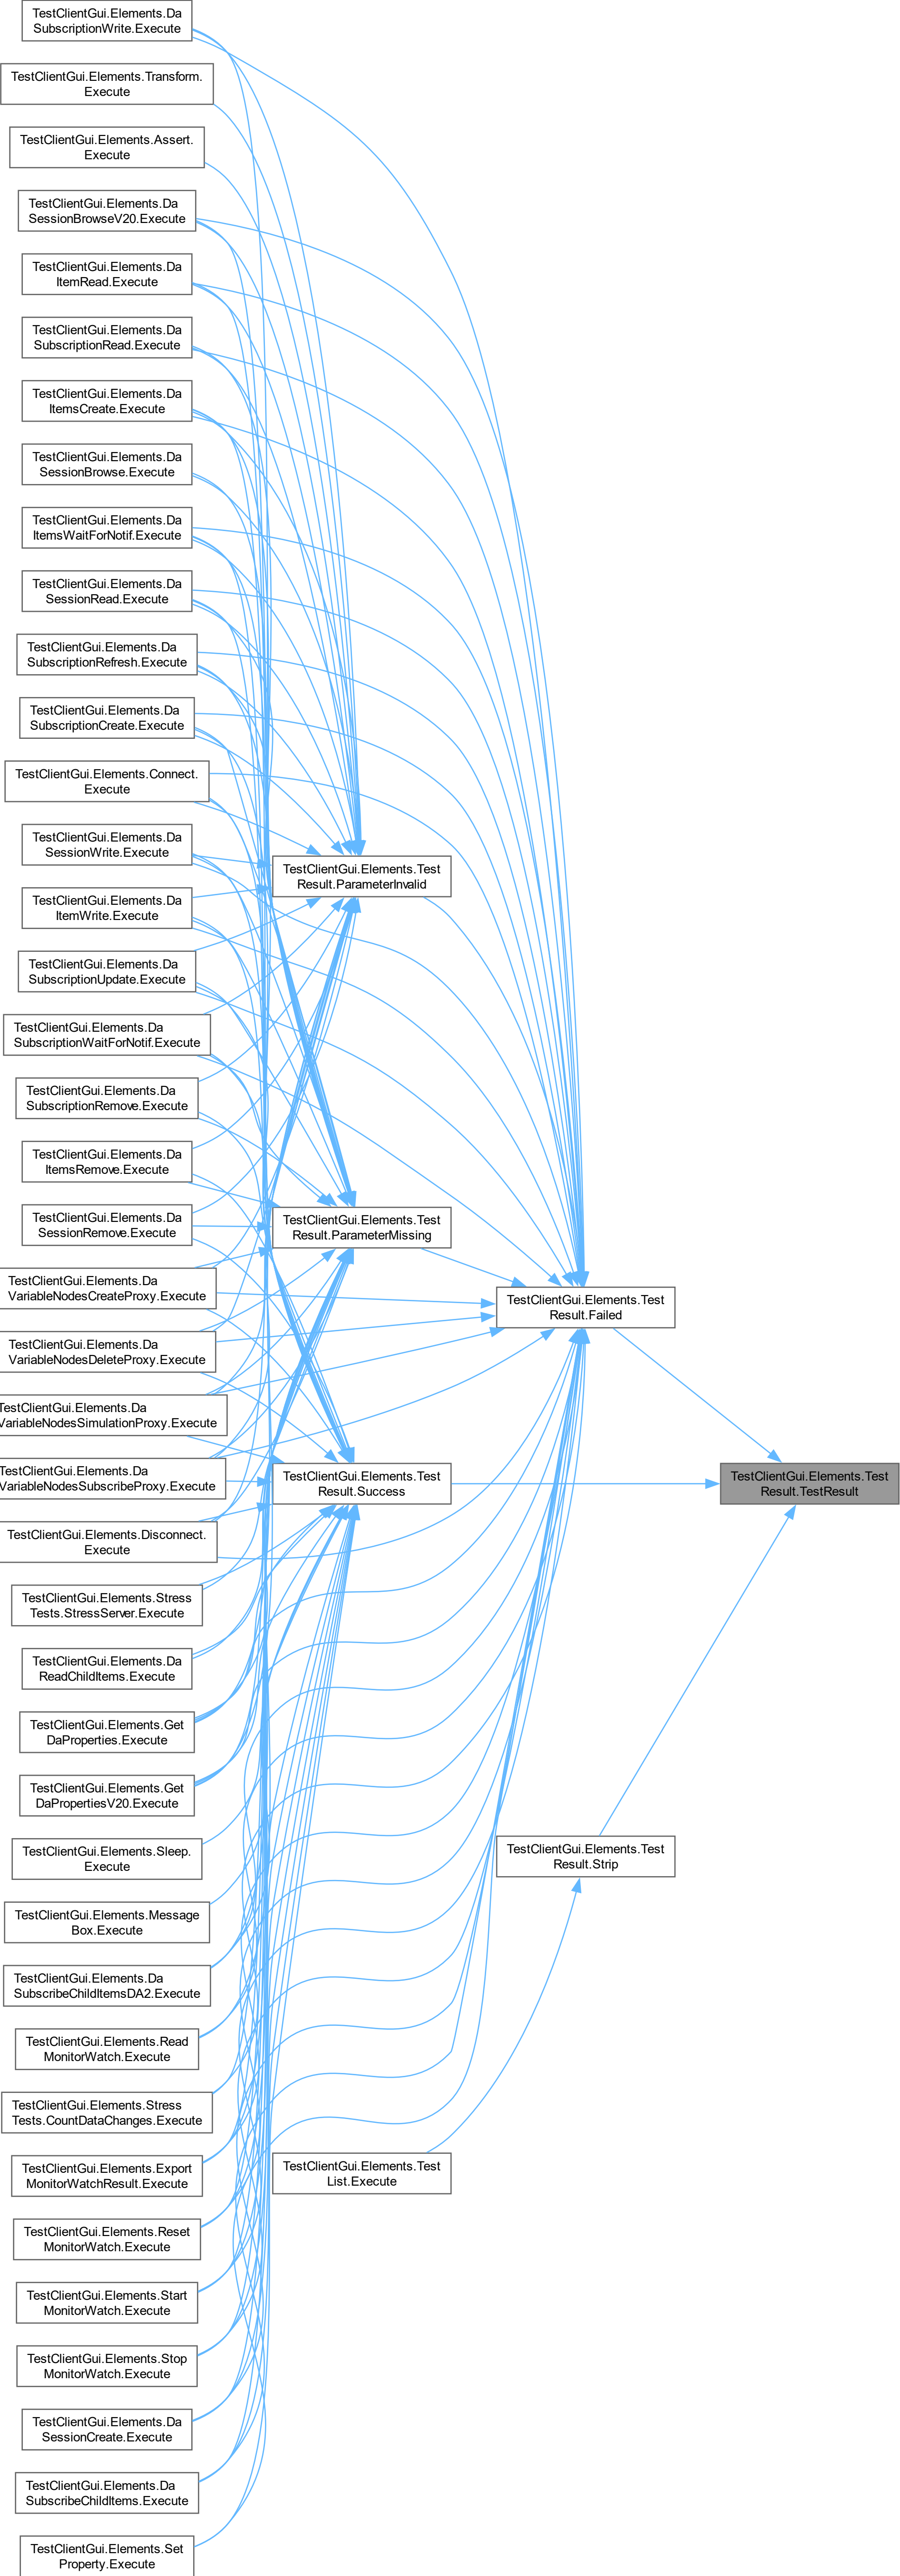 TestClientGui.Elements.Da
SubscriptionWrite.Execute
TestClientGui.Elements.Transform.
Execute
TestClientGui.Elements.Assert.
Execute
TestClientGui.Elements.Da
SessionBrowseV20.Execute
TestClientGui.Elements.Da
ItemRead.Execute
TestClientGui.Elements.Da
SubscriptionRead.Execute
TestClientGui.Elements.Da
ItemsCreate.Execute
TestClientGui.Elements.Da
SessionBrowse.Execute
TestClientGui.Elements.Da
ItemsWaitForNotif.Execute
TestClientGui.Elements.Da
SessionRead.Execute
TestClientGui.Elements.Da
SubscriptionRefresh.Execute
TestClientGui.Elements.Da
SubscriptionCreate.Execute
TestClientGui.Elements.Connect.
Execute
TestClientGui.Elements.Da
SessionWrite.Execute
TestClientGui.Elements.Da
ItemWrite.Execute
TestClientGui.Elements.Da
SubscriptionUpdate.Execute
TestClientGui.Elements.Da
SubscriptionWaitForNotif.Execute
TestClientGui.Elements.Da
SubscriptionRemove.Execute
TestClientGui.Elements.Da
ItemsRemove.Execute
TestClientGui.Elements.Da
SessionRemove.Execute
TestClientGui.Elements.Da
VariableNodesCreateProxy.Execute
TestClientGui.Elements.Da
VariableNodesDeleteProxy.Execute
TestClientGui.Elements.Da
VariableNodesSimulationProxy.Execute
TestClientGui.Elements.Da
VariableNodesSubscribeProxy.Execute
TestClientGui.Elements.Disconnect.
Execute
TestClientGui.Elements.Stress
Tests.StressServer.Execute
TestClientGui.Elements.Da
ReadChildItems.Execute
TestClientGui.Elements.Get
DaProperties.Execute
TestClientGui.Elements.Get
DaPropertiesV20.Execute
TestClientGui.Elements.Sleep.
Execute
TestClientGui.Elements.Message
Box.Execute
TestClientGui.Elements.Da
SubscribeChildItemsDA2.Execute
TestClientGui.Elements.Read
MonitorWatch.Execute
TestClientGui.Elements.Stress
Tests.CountDataChanges.Execute
TestClientGui.Elements.Export
MonitorWatchResult.Execute
TestClientGui.Elements.Reset
MonitorWatch.Execute
TestClientGui.Elements.Start
MonitorWatch.Execute
TestClientGui.Elements.Stop
MonitorWatch.Execute
TestClientGui.Elements.Da
SessionCreate.Execute
TestClientGui.Elements.Da
SubscribeChildItems.Execute
TestClientGui.Elements.Set
Property.Execute
TestClientGui.Elements.Test
Result.ParameterInvalid
TestClientGui.Elements.Test
Result.ParameterMissing
TestClientGui.Elements.Test
Result.Success
TestClientGui.Elements.Test
List.Execute
TestClientGui.Elements.Test
Result.Failed
TestClientGui.Elements.Test
Result.Strip
TestClientGui.Elements.Test
Result.TestResult